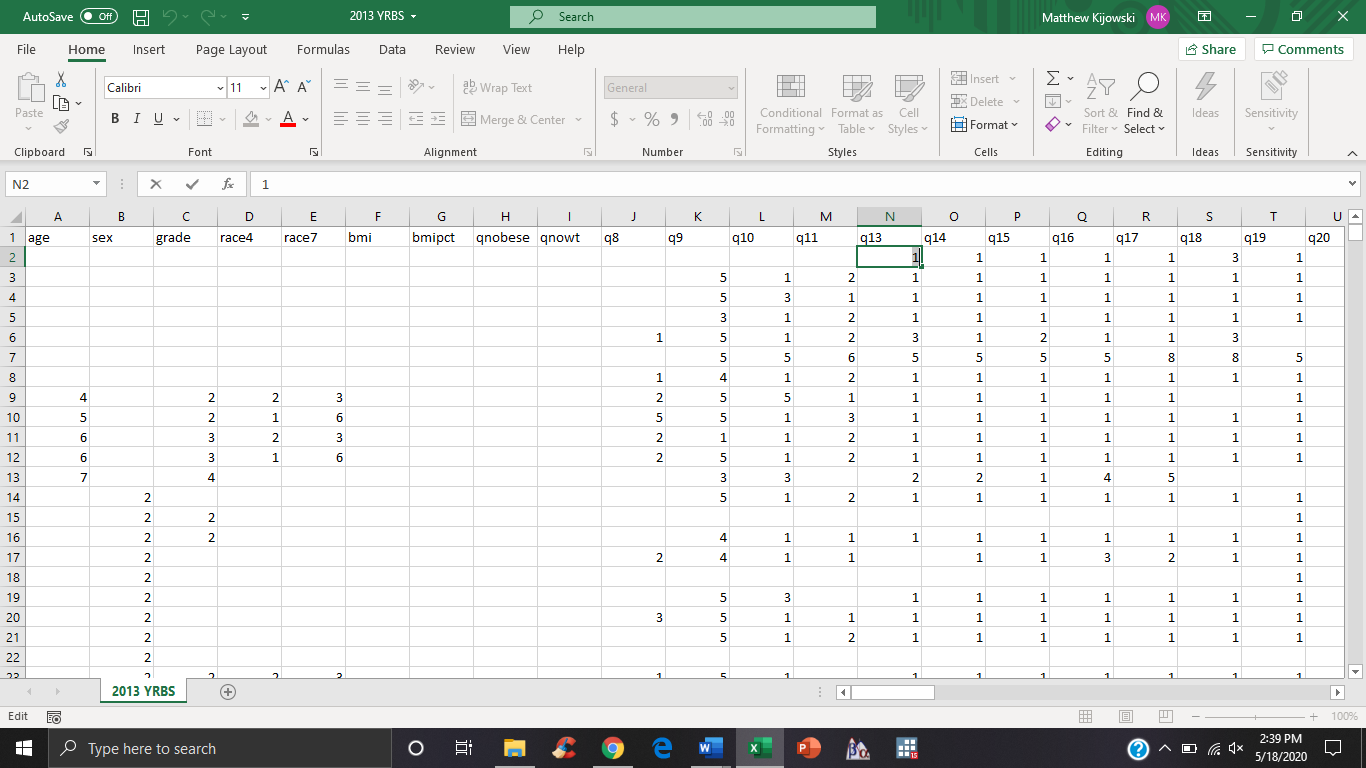 AutoSave Off 2013 YRBS Search Matthew Kijowski MK
File Home Insert Page Layout Formulas Data Review View Help Share Comments
Calibri 11 A A Wrap Text General Insert
Paste Conditional Format as Cell Delete Sort & Find & Ideas Sensitivity
B I U A Merge & Center $ % Formatting Table Styles Format Filter Select
Clipboard Font Alignment Number Styles Cells Editing Ideas Sensitivity
N2 fx 1
A B C D E F G H I J K L M N O P Q R S T U
1 age sex grade race4 race7 bmi bmipct qnobese qnowt q8 q9 q10 q11 q13 q14 q15 q16 q17 q18 q19 q20
2 1 1 1 1 1 3 1
3 5 1 2 1 1 1 1 1 1 1
4 5 3 1 1 1 1 1 1 1 1
5 3 1 2 1 1 1 1 1 1 1
6 1 5 1 2 3 1 2 1 1 3
7 5 5 6 5 5 5 5 8 8 5
8 1 4 1 2 1 1 1 1 1 1 1
9 4 2 2 3 2 5 5 1 1 1 1 1 1
10 5 2 1 6 5 5 1 3 1 1 1 1 1 1 1
11 6 3 2 3 2 1 1 2 1 1 1 1 1 1 1
12 6 3 1 6 2 5 1 2 1 1 1 1 1 1 1
13 7 4 3 3 2 2 1 4 5
14 2 5 1 2 1 1 1 1 1 1 1
15 2 2 1
16 2 2 4 1 1 1 1 1 1 1 1 1
17 2 2 4 1 1 1 1 3 2 1 1
18 2 1
19 2 5 3 1 1 1 1 1 1 1
20 2 3 5 1 1 1 1 1 1 1 1 1
21 2 5 1 2 1 1 1 1 1 1 1
22 2
23 2 2 2 3 1 5 1 1 1 1 1 1 1 1
2013 YRBS
Edit 100%
Type here to search 2:39 PM
5/18/2020